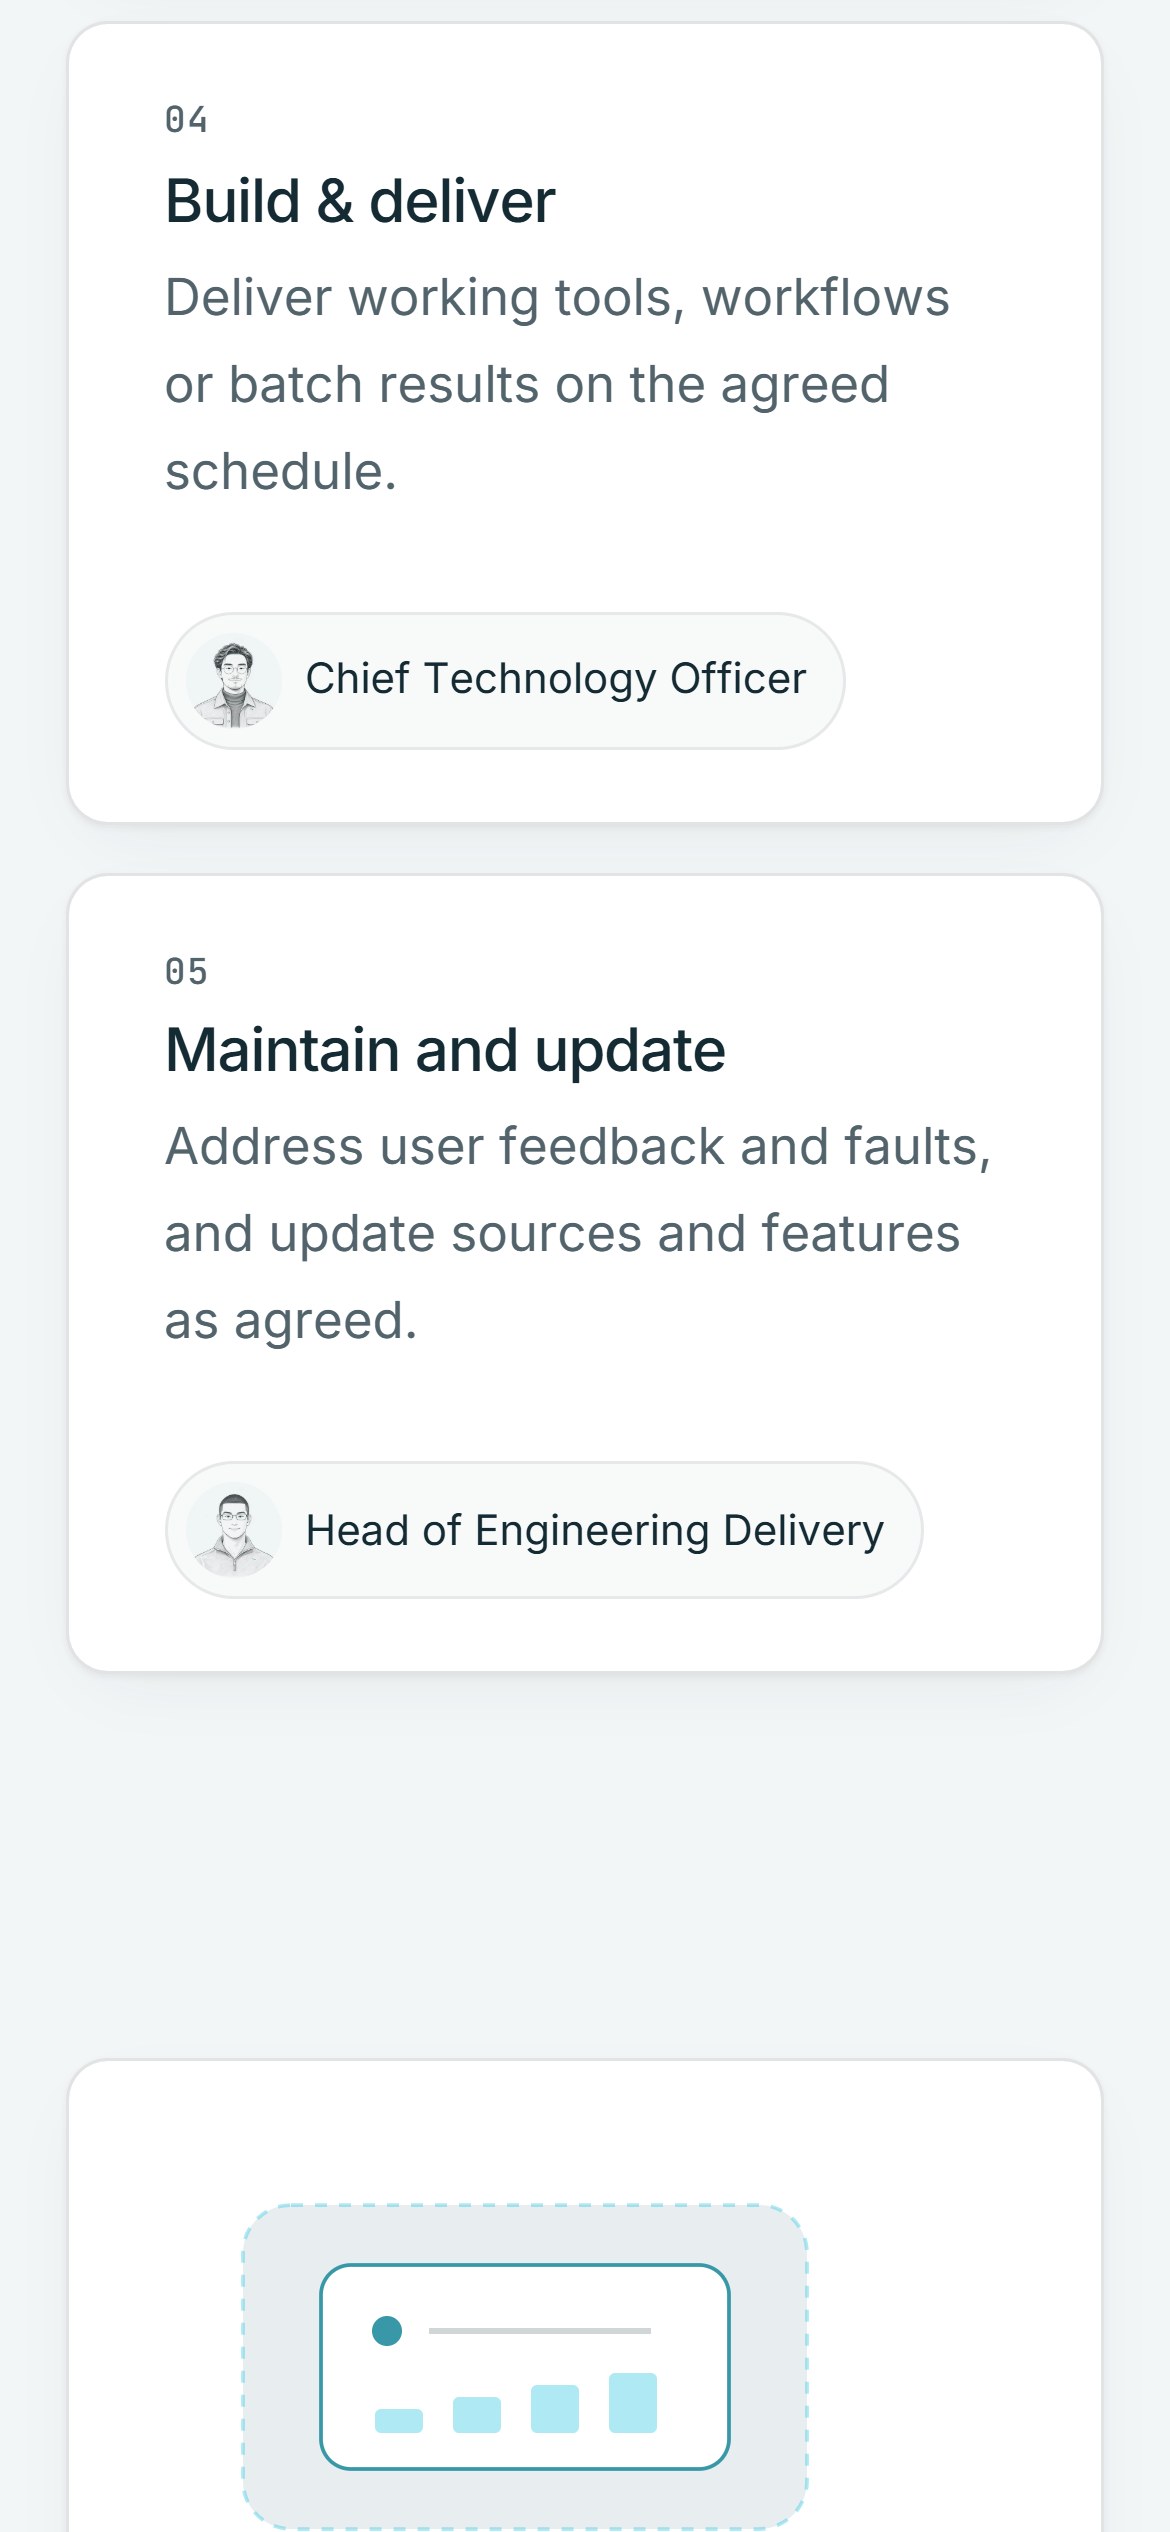 04
Build & deliver
Deliver working tools, workflows
or batch results on the agreed
schedule.
Chief Technology Officer
05
Maintain and update
Address user feedback and faults,
and update sources and features
as agreed.
Head of Engineering Delivery